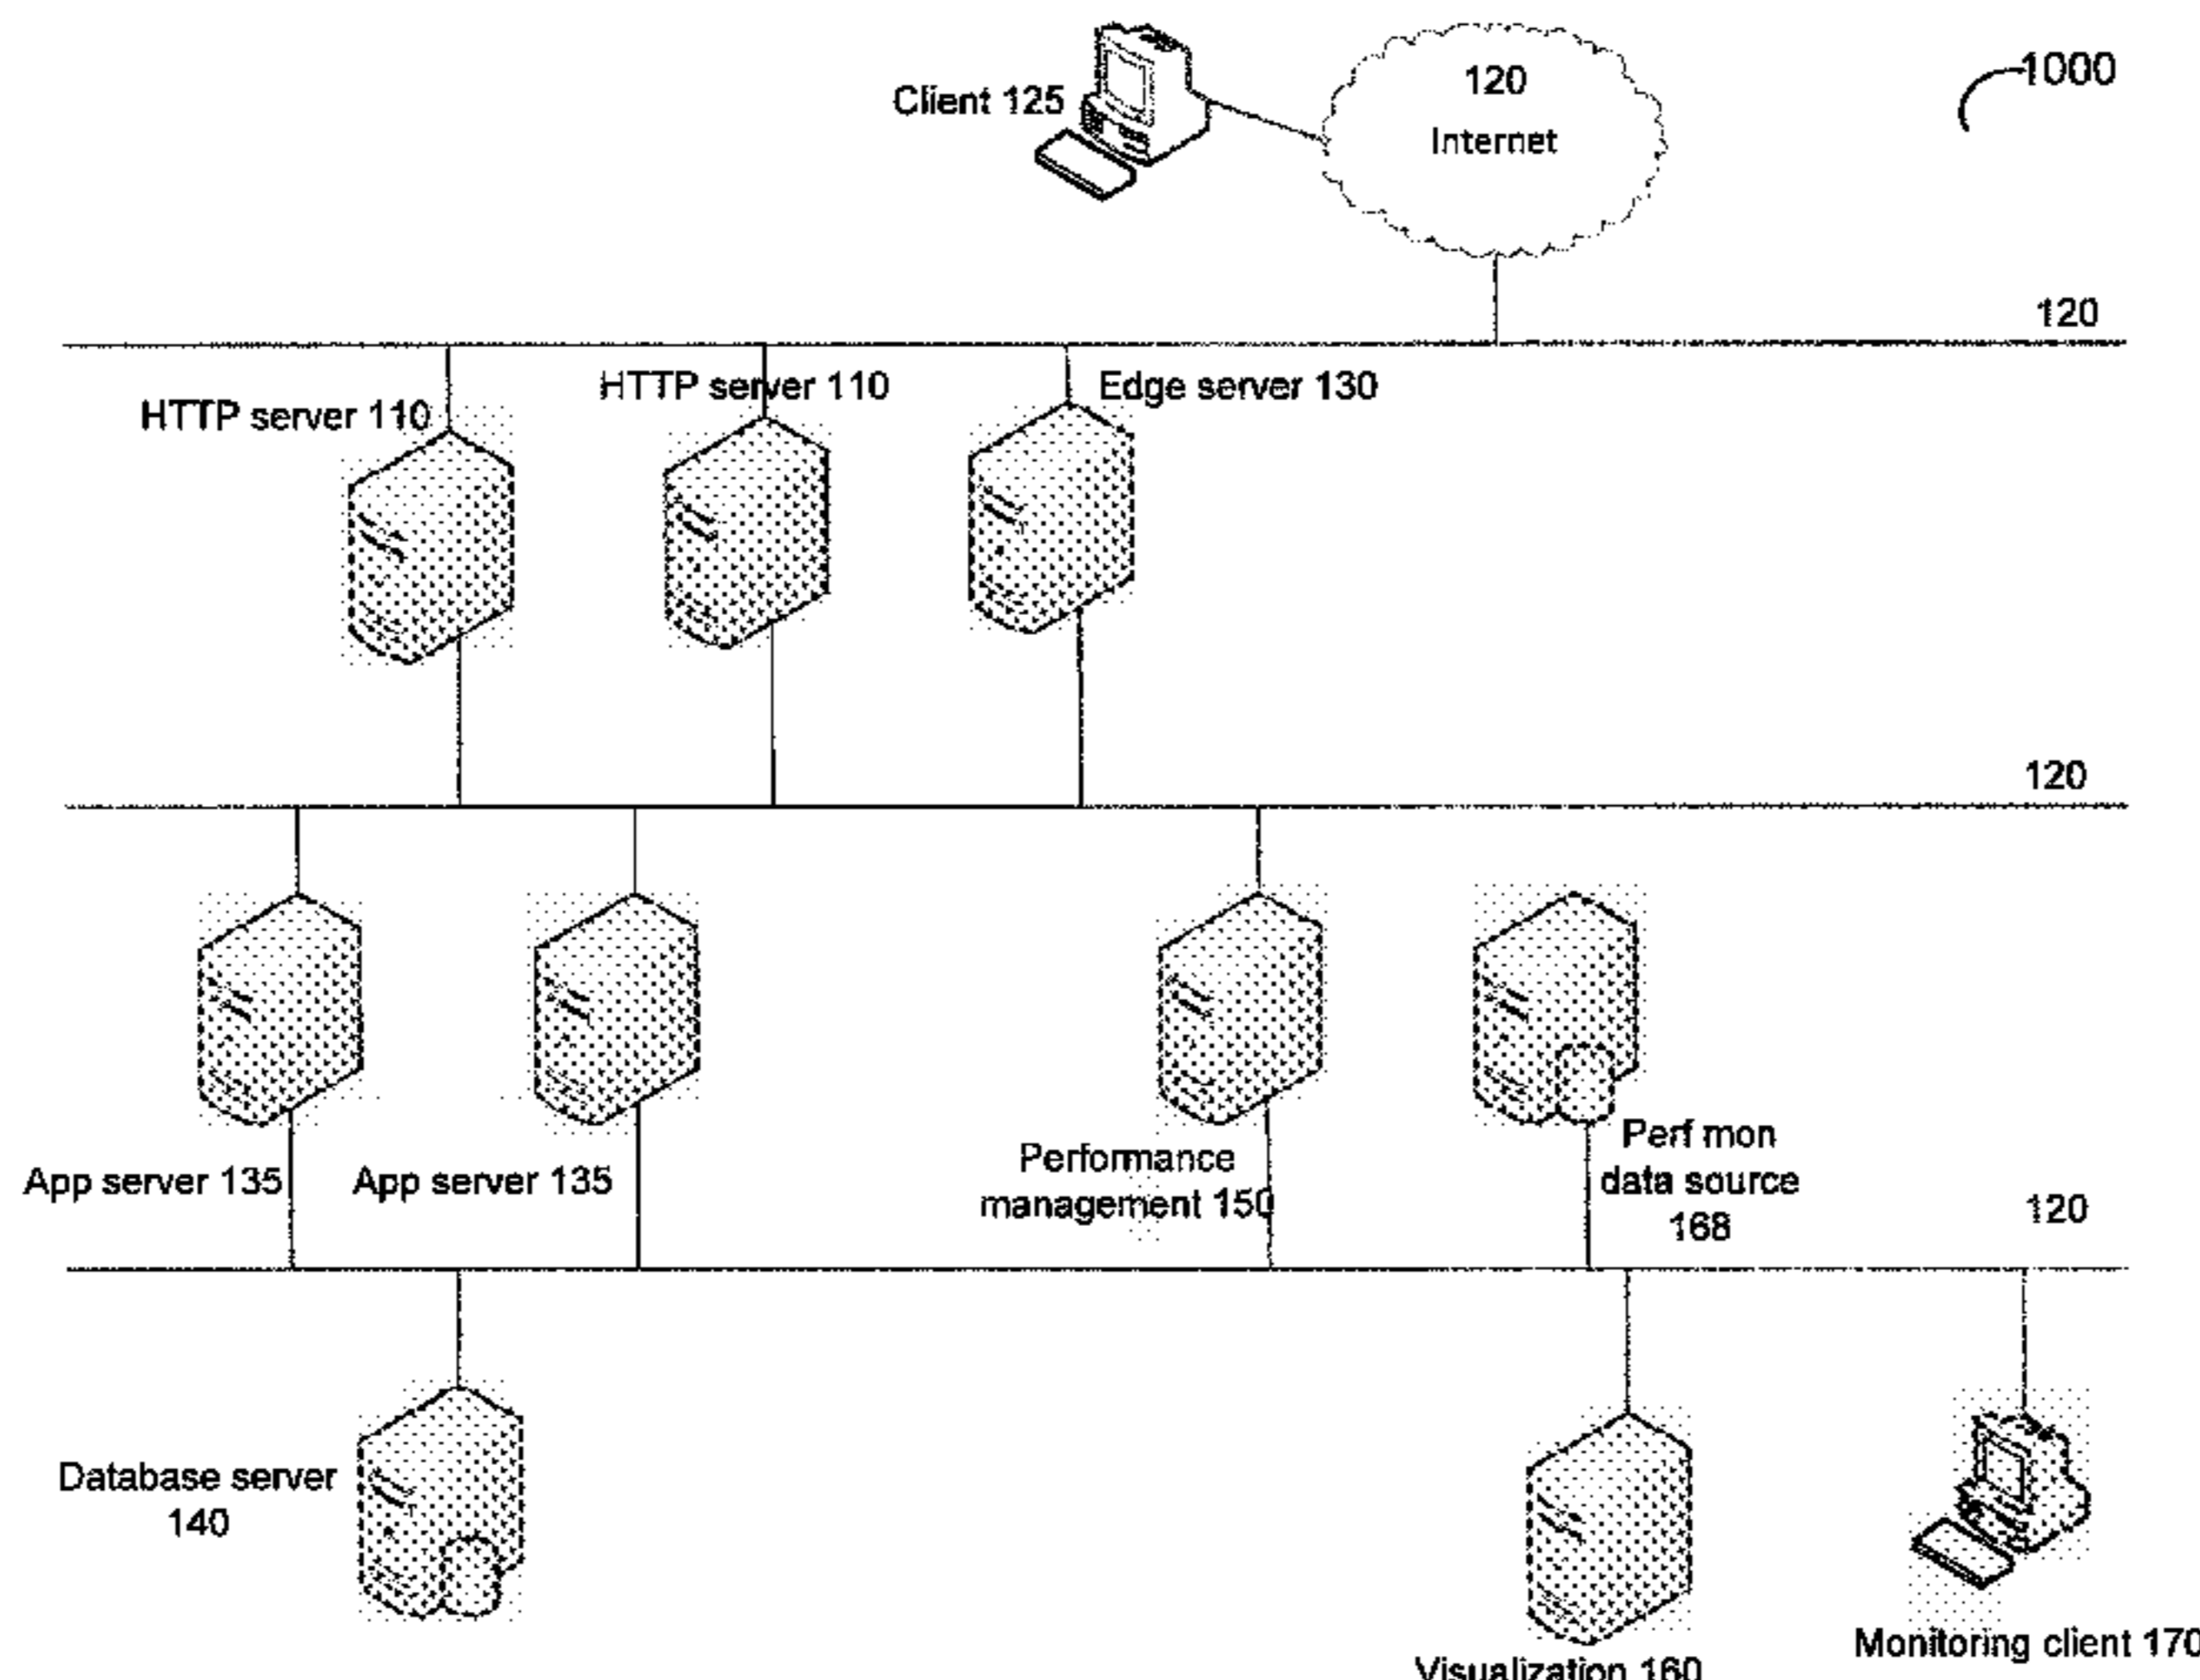 Client 125
120
Internet
1000
120
HTTP server 110
HTTP server 110
Edge server 130
120
App server 135
App server 135
Performance
management 150
Perf mon
data source
168
120
Database server
140
Visualization 160
Monitoring client 170